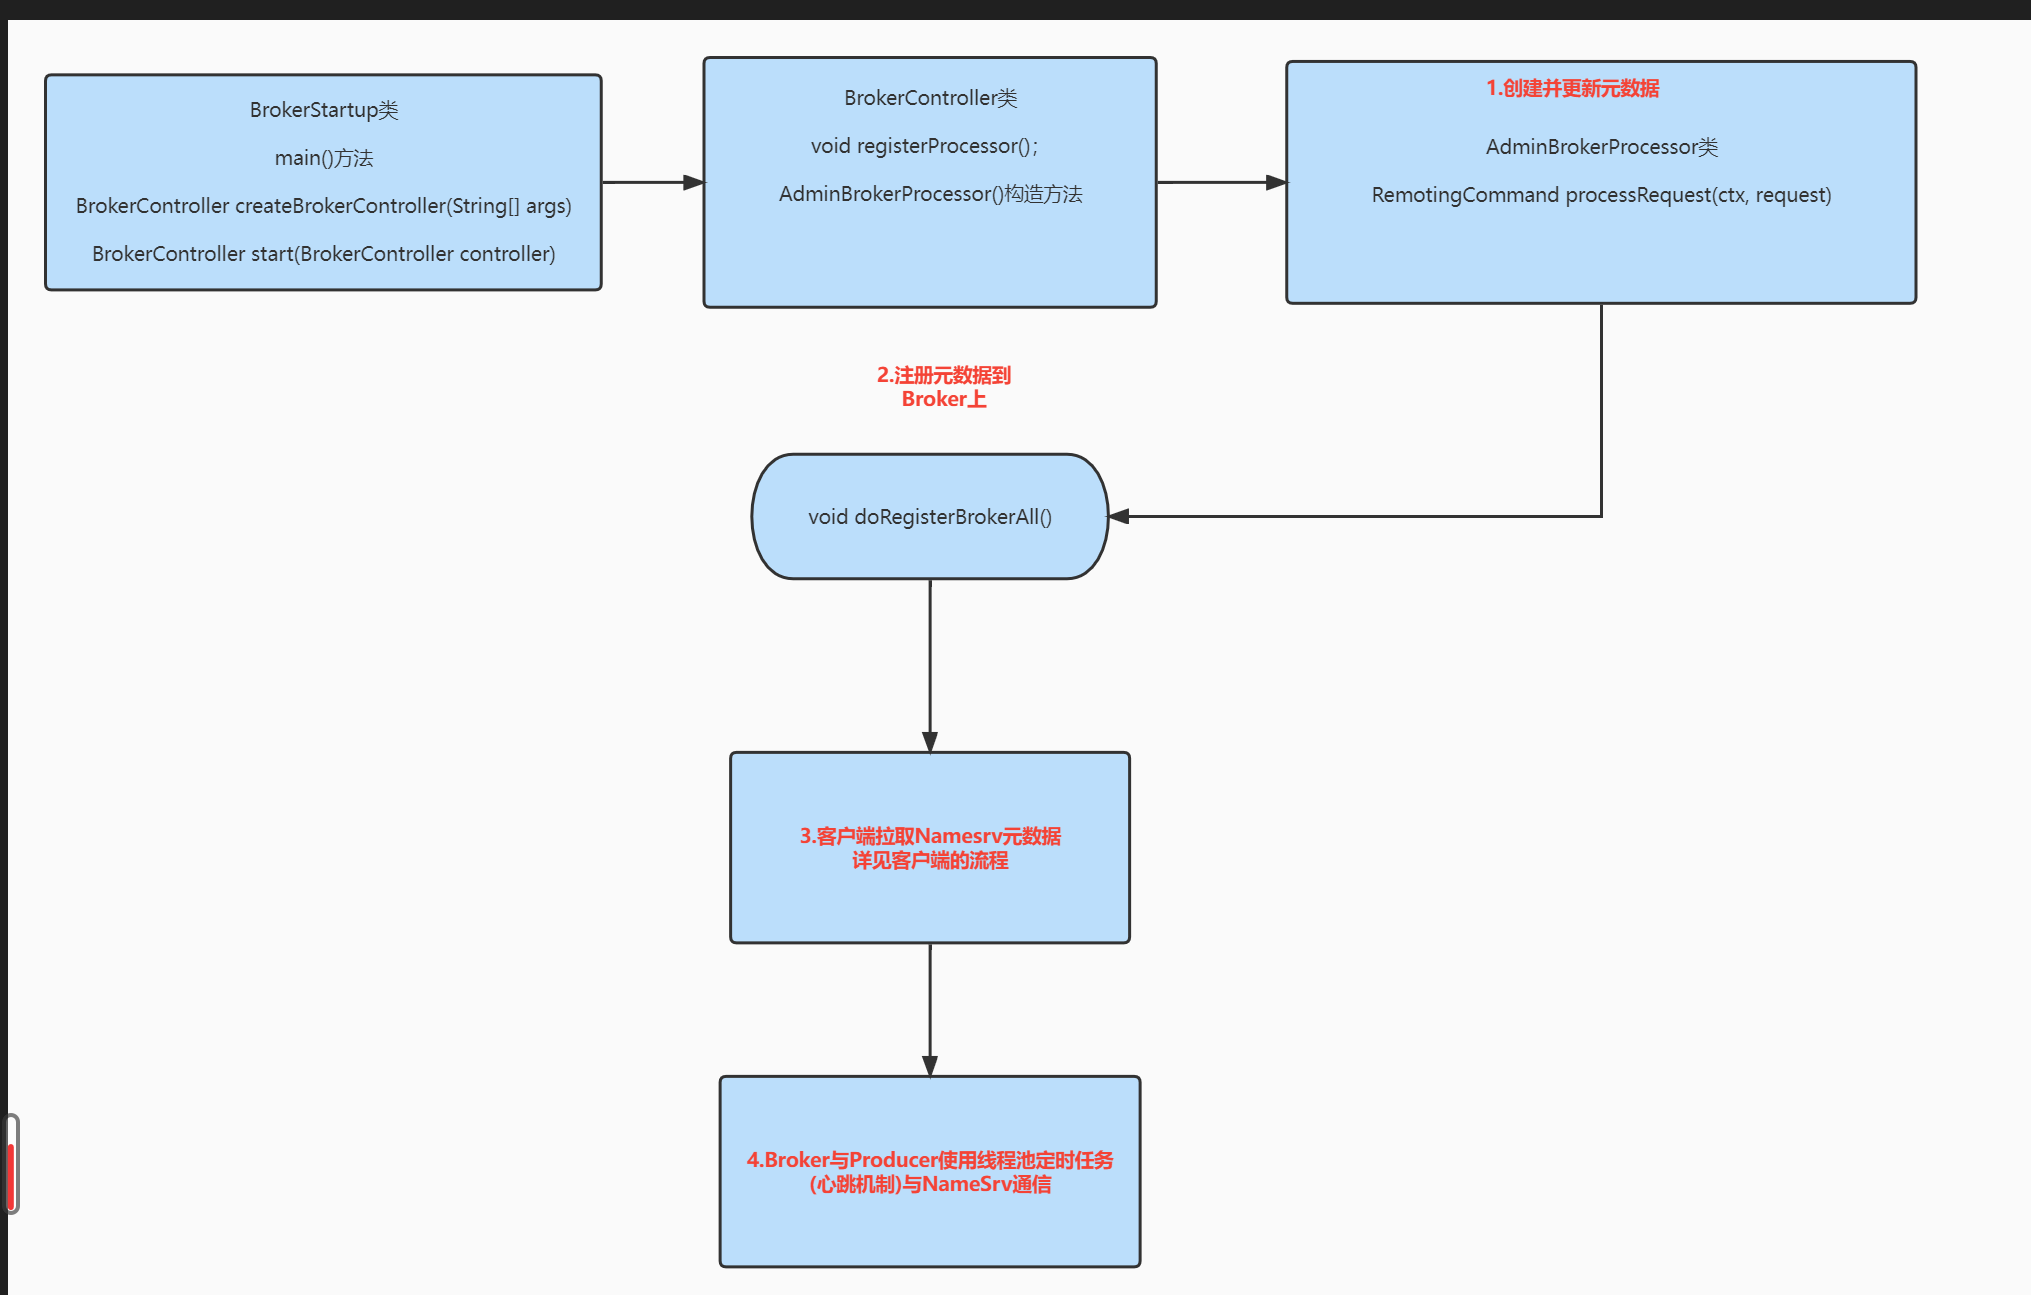 BrokerStartup类
main()方法
BrokerController createBrokerController(String[] args)
BrokerController start(BrokerController controller)
BrokerController类
void registerProcessor();
AdminBrokerProcessor()构造方法
1.创建并更新元数据
AdminBrokerProcessor类
RemotingCommand processRequest(ctx, request)
2.注册元数据到
Broker上
void doRegisterBrokerAll()
3.客户端拉取Namesrv元数据
详见客户端的流程
4.Broker与Producer使用线程池定时任务
(心跳机制)与NameSrv通信